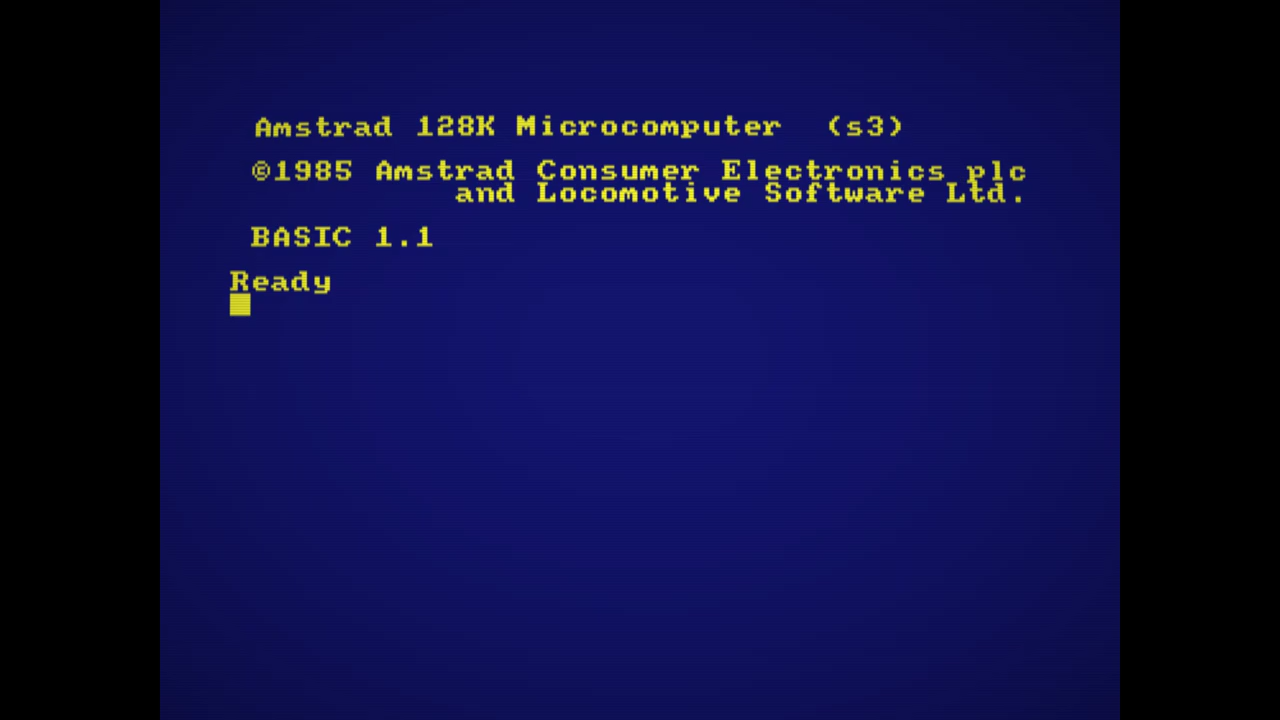 Amstrad 128K Microcomputer (s3)
©1985 Amstrad Consumer Electronics plc
and Locomotive Software Ltd.
BASIC 1.1
Ready